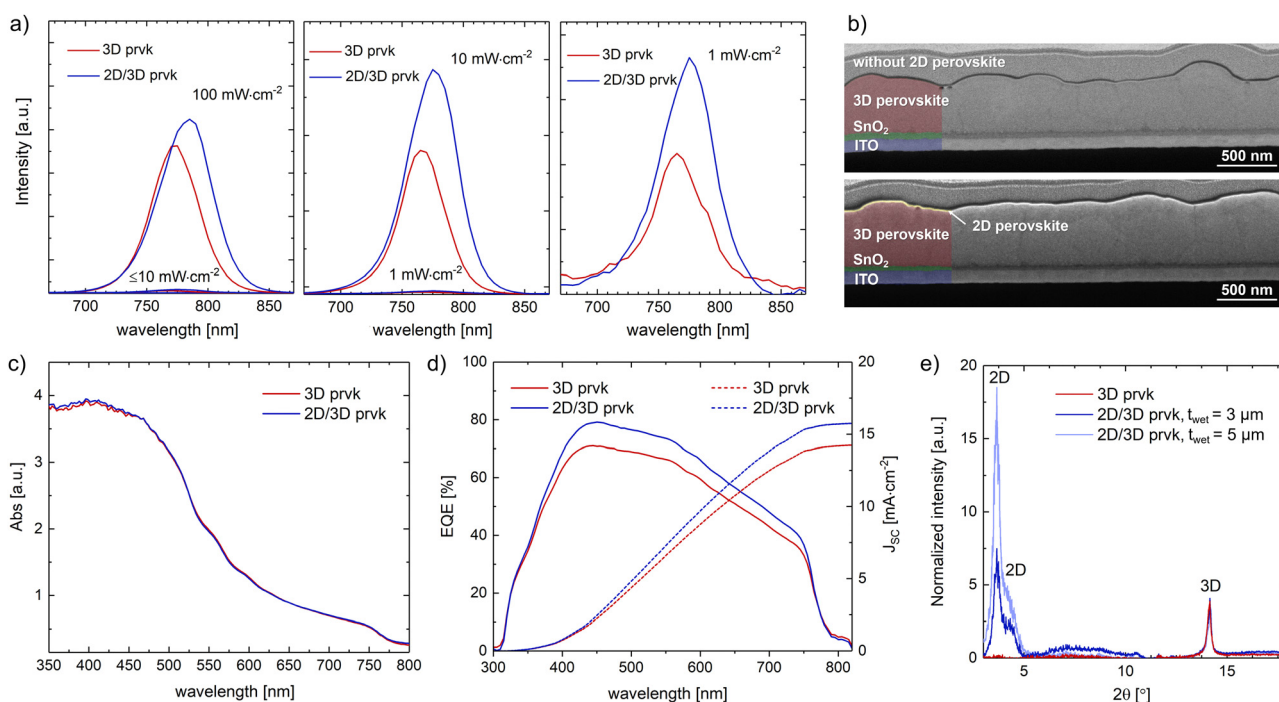 a)
3D prvk
2D/3D prvk
100 mW·cm-2
≤10 mW·cm-2
Intensity [a.u.]
700 750 800 850
wavelength [nm]
3D prvk
10 mW·cm-2
2D/3D prvk
1 mW·cm-2
700 750 800 850
wavelength [nm]
3D prvk
1 mW·cm-2
2D/3D prvk
700 750 800 850
wavelength [nm]
b)
without 2D perovskite
3D perovskite
SnO2
ITO
500 nm
2D perovskite
3D perovskite
SnO2
ITO
500 nm
c)
3D prvk
2D/3D prvk
Abs [a.u.]
4
3
2
1
350 400 450 500 550 600 650 700 750 800
wavelength [nm]
d)
3D prvk
2D/3D prvk
3D prvk
2D/3D prvk
EQE [%]
100
80
60
40
20
0
300 400 500 600 700 800
wavelength [nm]
20
15
10
5
0
JSC [mA·cm-2]
e)
2D
2D
3D
3D prvk
2D/3D prvk, twet = 3 µm
2D/3D prvk, twet = 5 µm
Normalized intensity [a.u.]
20
15
10
5
0
5 10 15
2θ [°]